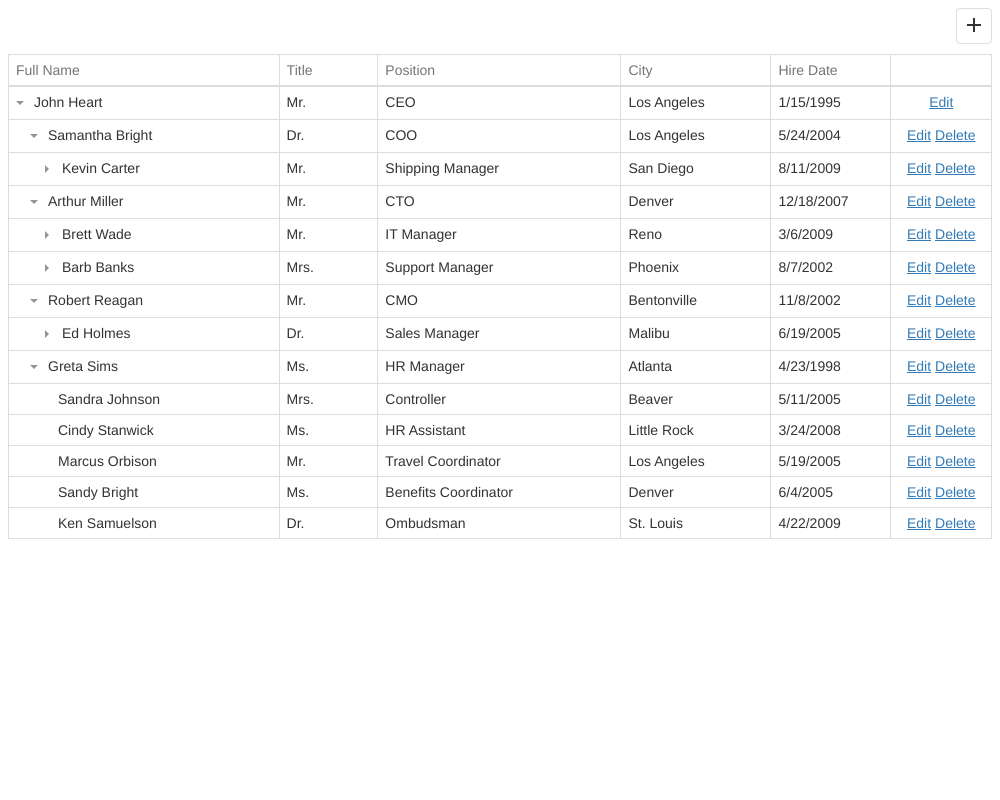 Full Name Title Position City Hire Date
John Heart Mr. CEO Los Angeles 1/15/1995 Edit
Samantha Bright Dr. COO Los Angeles 5/24/2004 Edit Delete
Kevin Carter Mr. Shipping Manager San Diego 8/11/2009 Edit Delete
Arthur Miller Mr. CTO Denver 12/18/2007 Edit Delete
Brett Wade Mr. IT Manager Reno 3/6/2009 Edit Delete
Barb Banks Mrs. Support Manager Phoenix 8/7/2002 Edit Delete
Robert Reagan Mr. CMO Bentonville 11/8/2002 Edit Delete
Ed Holmes Dr. Sales Manager Malibu 6/19/2005 Edit Delete
Greta Sims Ms. HR Manager Atlanta 4/23/1998 Edit Delete
Sandra Johnson Mrs. Controller Beaver 5/11/2005 Edit Delete
Cindy Stanwick Ms. HR Assistant Little Rock 3/24/2008 Edit Delete
Marcus Orbison Mr. Travel Coordinator Los Angeles 5/19/2005 Edit Delete
Sandy Bright Ms. Benefits Coordinator Denver 6/4/2005 Edit Delete
Ken Samuelson Dr. Ombudsman St. Louis 4/22/2009 Edit Delete